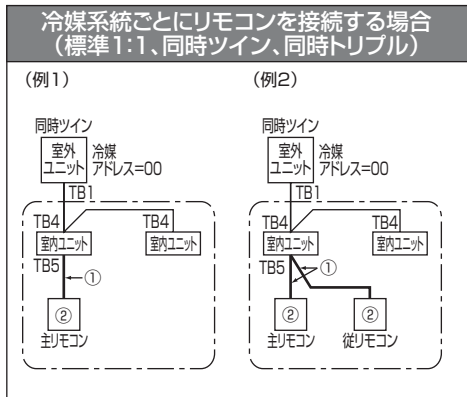 冷媒系統ごとにリモコンを接続する場合
（標準1:1、同時ツイン、同時トリプル）
（例1）
同時ツイン
室外
ユニット
冷媒
アドレス=00
TB1
TB4
TB4
室内ユニット
室内ユニット
TB5
①
②
主リモコン
（例2）
同時ツイン
室外
ユニット
冷媒
アドレス=00
TB1
TB4
TB4
室内ユニット
室内ユニット
TB5
①
②
②
主リモコン
従リモコン